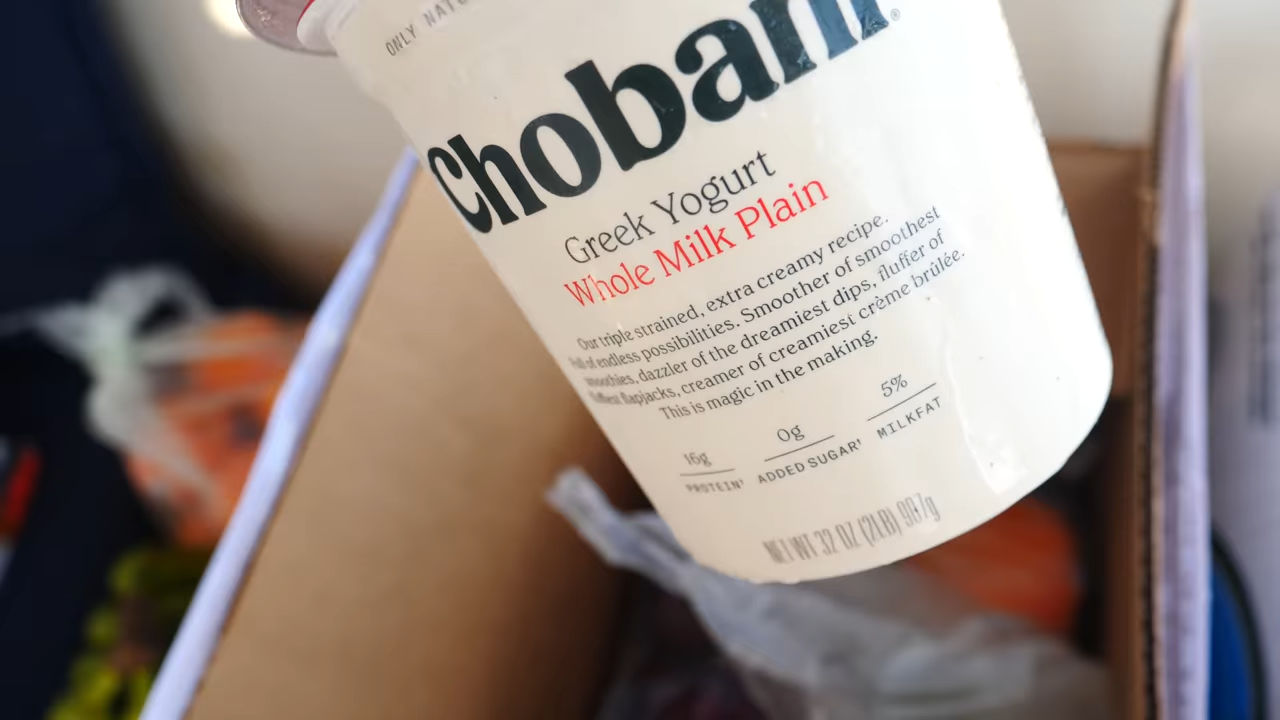 ONLY NATU
Chobani®
Greek Yogurt
Whole Milk Plain
Our triple strained, extra creamy recipe.
Full of endless possibilities. Smoother of smoothest
smoothies, dazzler of the dreamiest dips, fluffer of
fluffiest flapjacks, creamer of creamiest crème brûlée.
This is magic in the making.
16g
PROTEIN¹
0g
ADDED SUGAR¹
5%
MILKFAT
NET WT 32 OZ (2LB) 907g